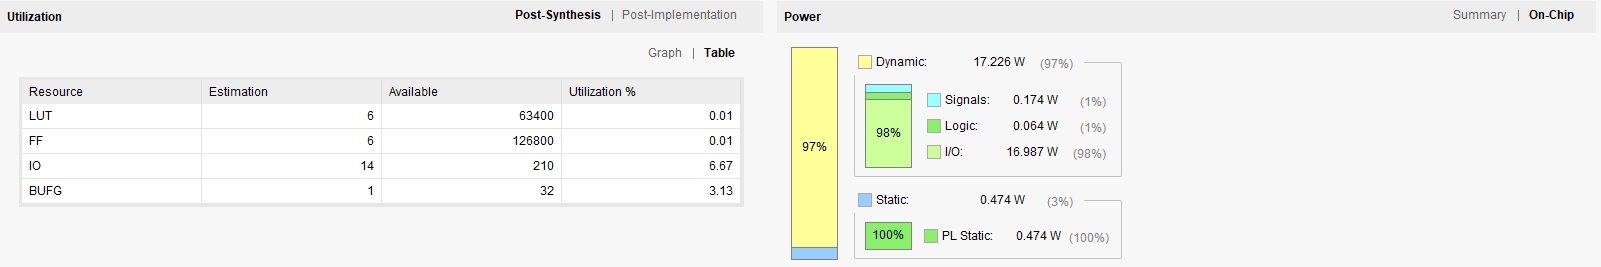 Utilization
Post-Synthesis | Post-Implementation
Graph | Table
Resource Estimation Available Utilization %
LUT 6 63400 0.01
FF 6 126800 0.01
IO 14 210 6.67
BUFG 1 32 3.13
Power
Summary | On-Chip
97%
Dynamic: 17.226 W (97%)
98%
Signals: 0.174 W (1%)
Logic: 0.064 W (1%)
I/O: 16.987 W (98%)
Static: 0.474 W (3%)
100%
PL Static: 0.474 W (100%)